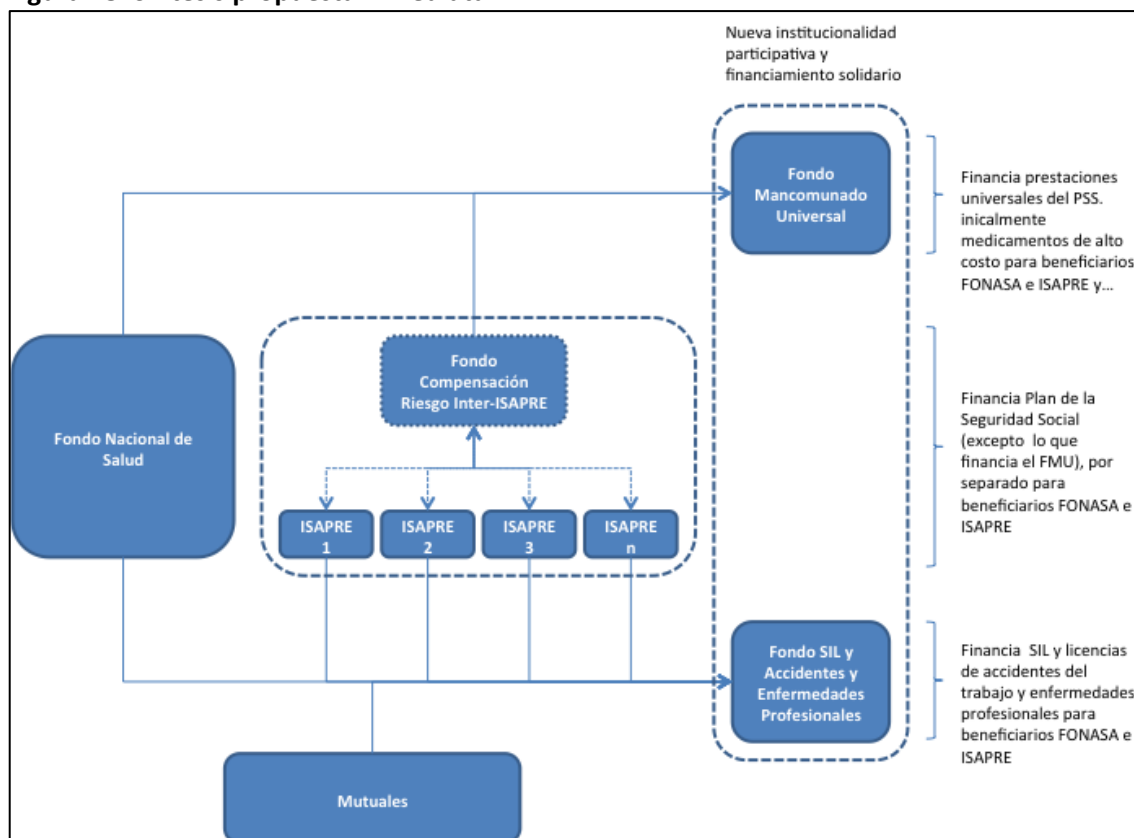 propuesta
Nueva institucionalidad
participativa y
financiamiento solidario
Fondo
Mancomunado
Universal
Financia prestaciones
universales del PSS.
inicalmente
medicamentos de alto
costo para beneficiarios
FONASA e ISAPRE y...
Fondo
Compensación
Riesgo Inter-ISAPRE
Fondo Nacional de
Salud
ISAPRE
1
ISAPRE
2
ISAPRE
3
ISAPRE
n
Financia Plan de la
Seguridad Social
(excepto lo que
financia el FMU), por
separado para
beneficiarios FONASA e
ISAPRE
Fondo SIL y
Accidentes y
Enfermedades
Profesionales
Financia SIL y licencias
de accidentes del
trabajo y enfermedades
profesionales para
beneficiarios FONASA e
ISAPRE
Mutuales